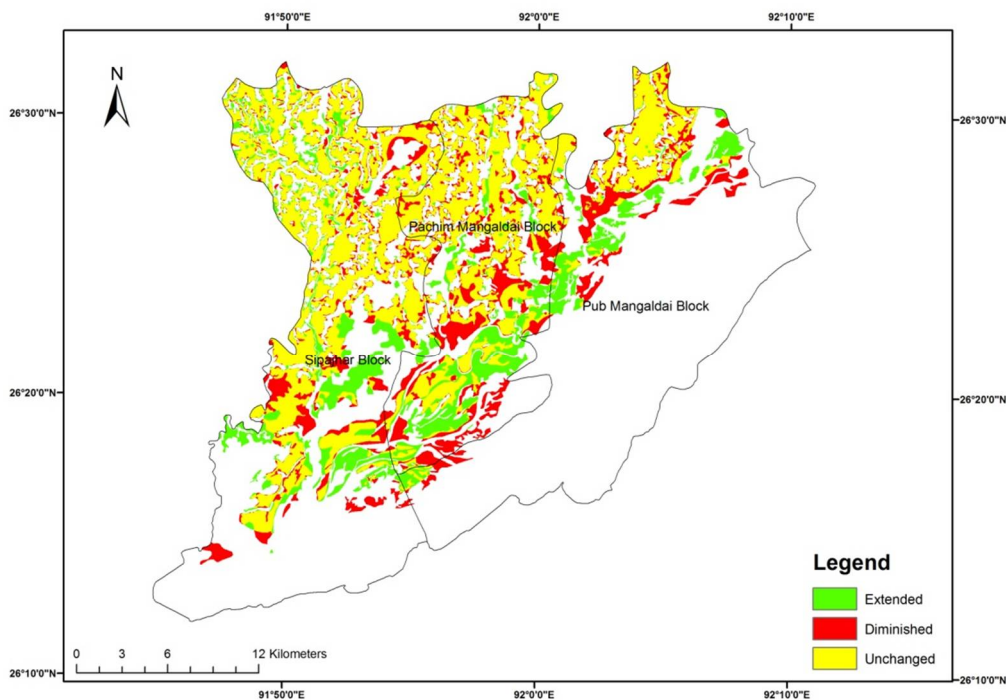 91°50'0"E 92°0'0"E 92°10'0"E
N
26°30'0"N 26°30'0"N
Pachim Mangaldai Block
Pub Mangaldai Block
Sipajhar Block
26°20'0"N 26°20'0"N
Legend
Extended
Diminished
Unchanged
0 3 6 12 Kilometers
26°10'0"N 26°10'0"N
91°50'0"E 92°0'0"E 92°10'0"E